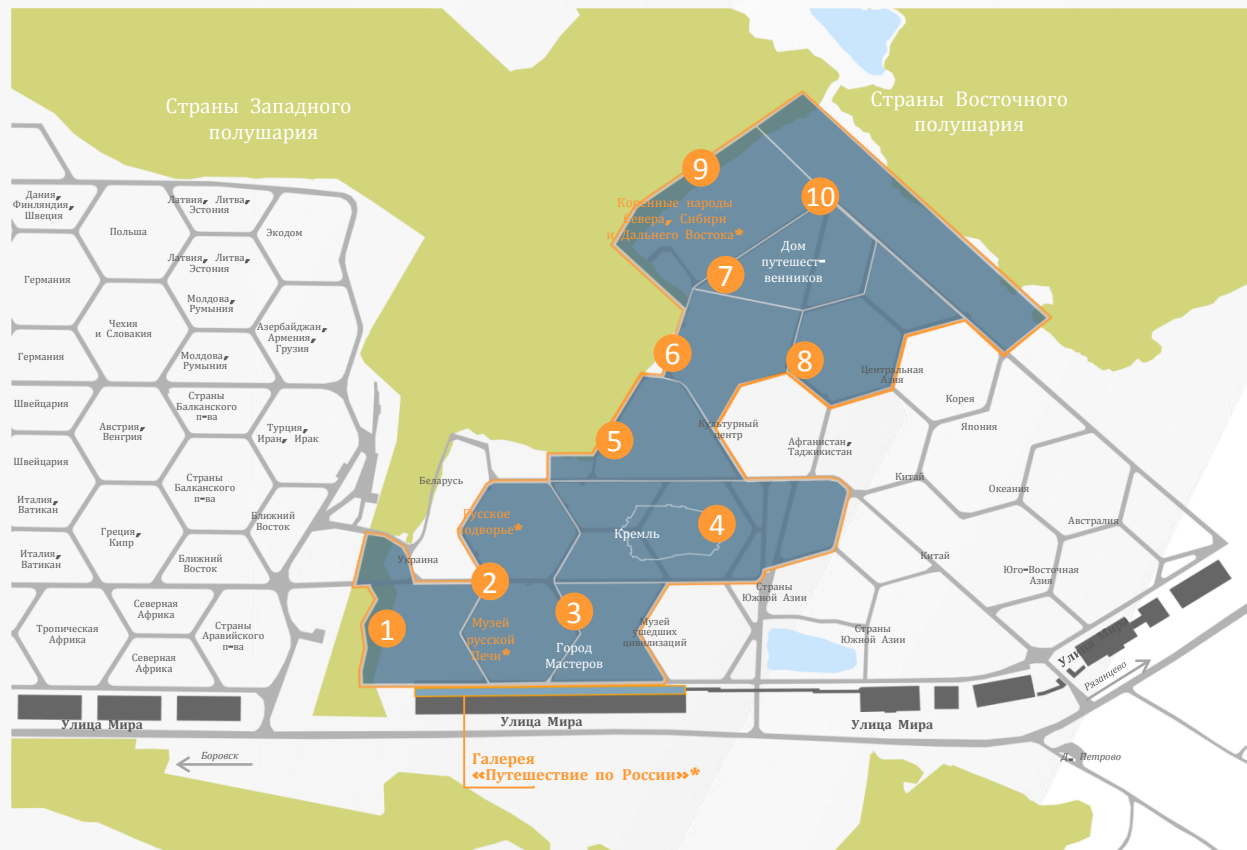 Страны Западного
полушария
Страны Восточного
полушария
Дания,
Финляндия,
Швеция
Польша
Латвия, Литва,
Эстония
Экодом
Латвия, Литва,
Эстония
Германия
Молдова,
Румыния
Чехия
и Словакия
Азербайджан,
Армения,
Грузия
Германия
Молдова,
Румыния
Швейцария
Страны
Балканского
п-ва
Австрия,
Венгрия
Турция,
Иран, Ирак
Швейцария
Страны
Балканского
п-ва
Италия,
Ватикан
Ближний
Восток
Греция,
Кипр
Италия,
Ватикан
Ближний
Восток
Тропическая
Африка
Северная
Африка
Страны
Аравийского
п-ва
Северная
Африка
Улица Мира
Боровск
9
Коренные народы
Севера, Сибири
и Дальнего Востока*
10
Дом
путешест-
венников
7
6
8
Центральная
Азия
5
Культурный
центр
Афганистан,
Таджикистан
Корея
Япония
Китай
Океания
Австралия
Китай
Юго-Восточная
Азия
Беларусь
Русское
подворье*
Кремль
4
Украина
2
1
Музей
русской
Печи*
3
Город
Мастеров
Музей
ушедших
цивилизаций
Страны
Южной Азии
Страны
Южной Азии
Улица Мира
Рязанцево
Улица Мира
Улица Мира
Д. Петрово
Галерея
«Путешествие по России»*